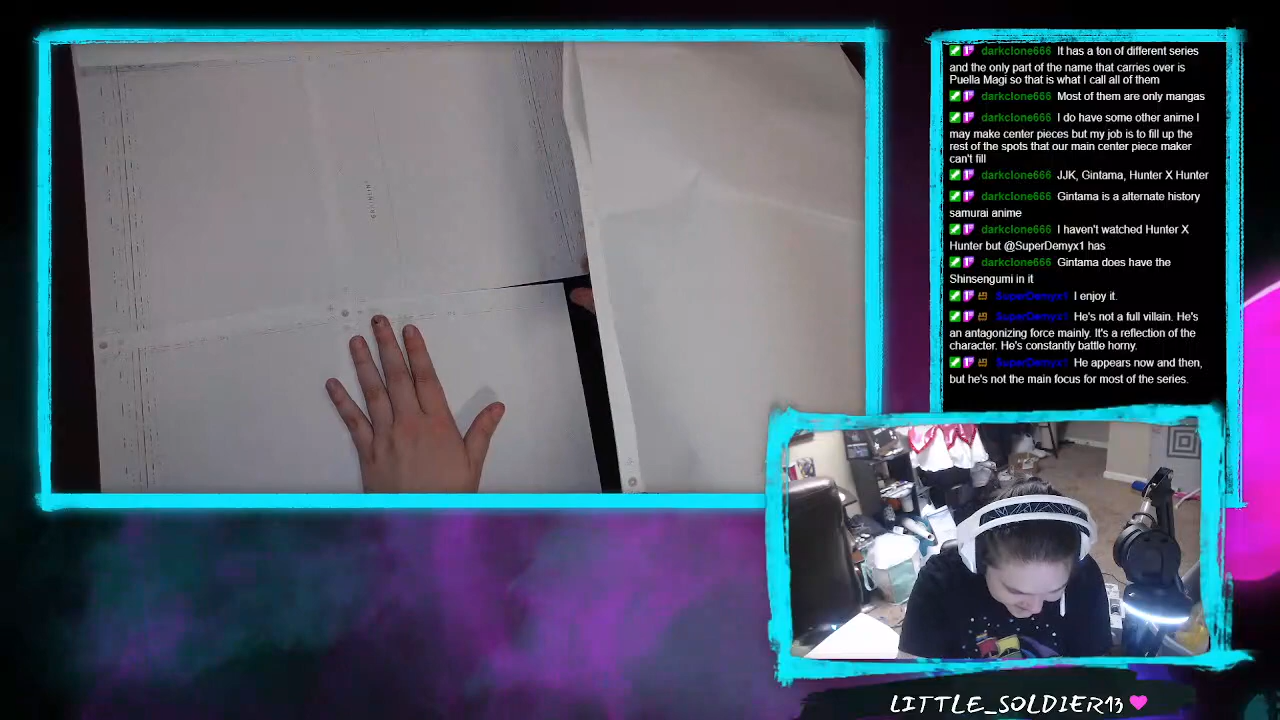 darkclone666 It has a ton of different series
and the only part of the name that carries over is
Puella Magi so that is what I call all of them
darkclone666 Most of them are only mangas
darkclone666 I do have some other anime I
may make center pieces but my job is to fill up the
rest of the spots that our main center piece maker
can't fill
darkclone666 JJK, Gintama, Hunter X Hunter
darkclone666 Gintama is a alternate history
samurai anime
darkclone666 I haven't watched Hunter X
Hunter but @SuperDemyx1 has
darkclone666 Gintama does have the
Shinsengumi in it
SuperDemyx1 I enjoy it.
SuperDemyx1 He's not a full villain. He's
an antagonizing force mainly. It's a reflection of the
character. He's constantly battle horny.
SuperDemyx1 He appears now and then,
but he's not the main focus for most of the series.
LITTLE_SOLDIER13